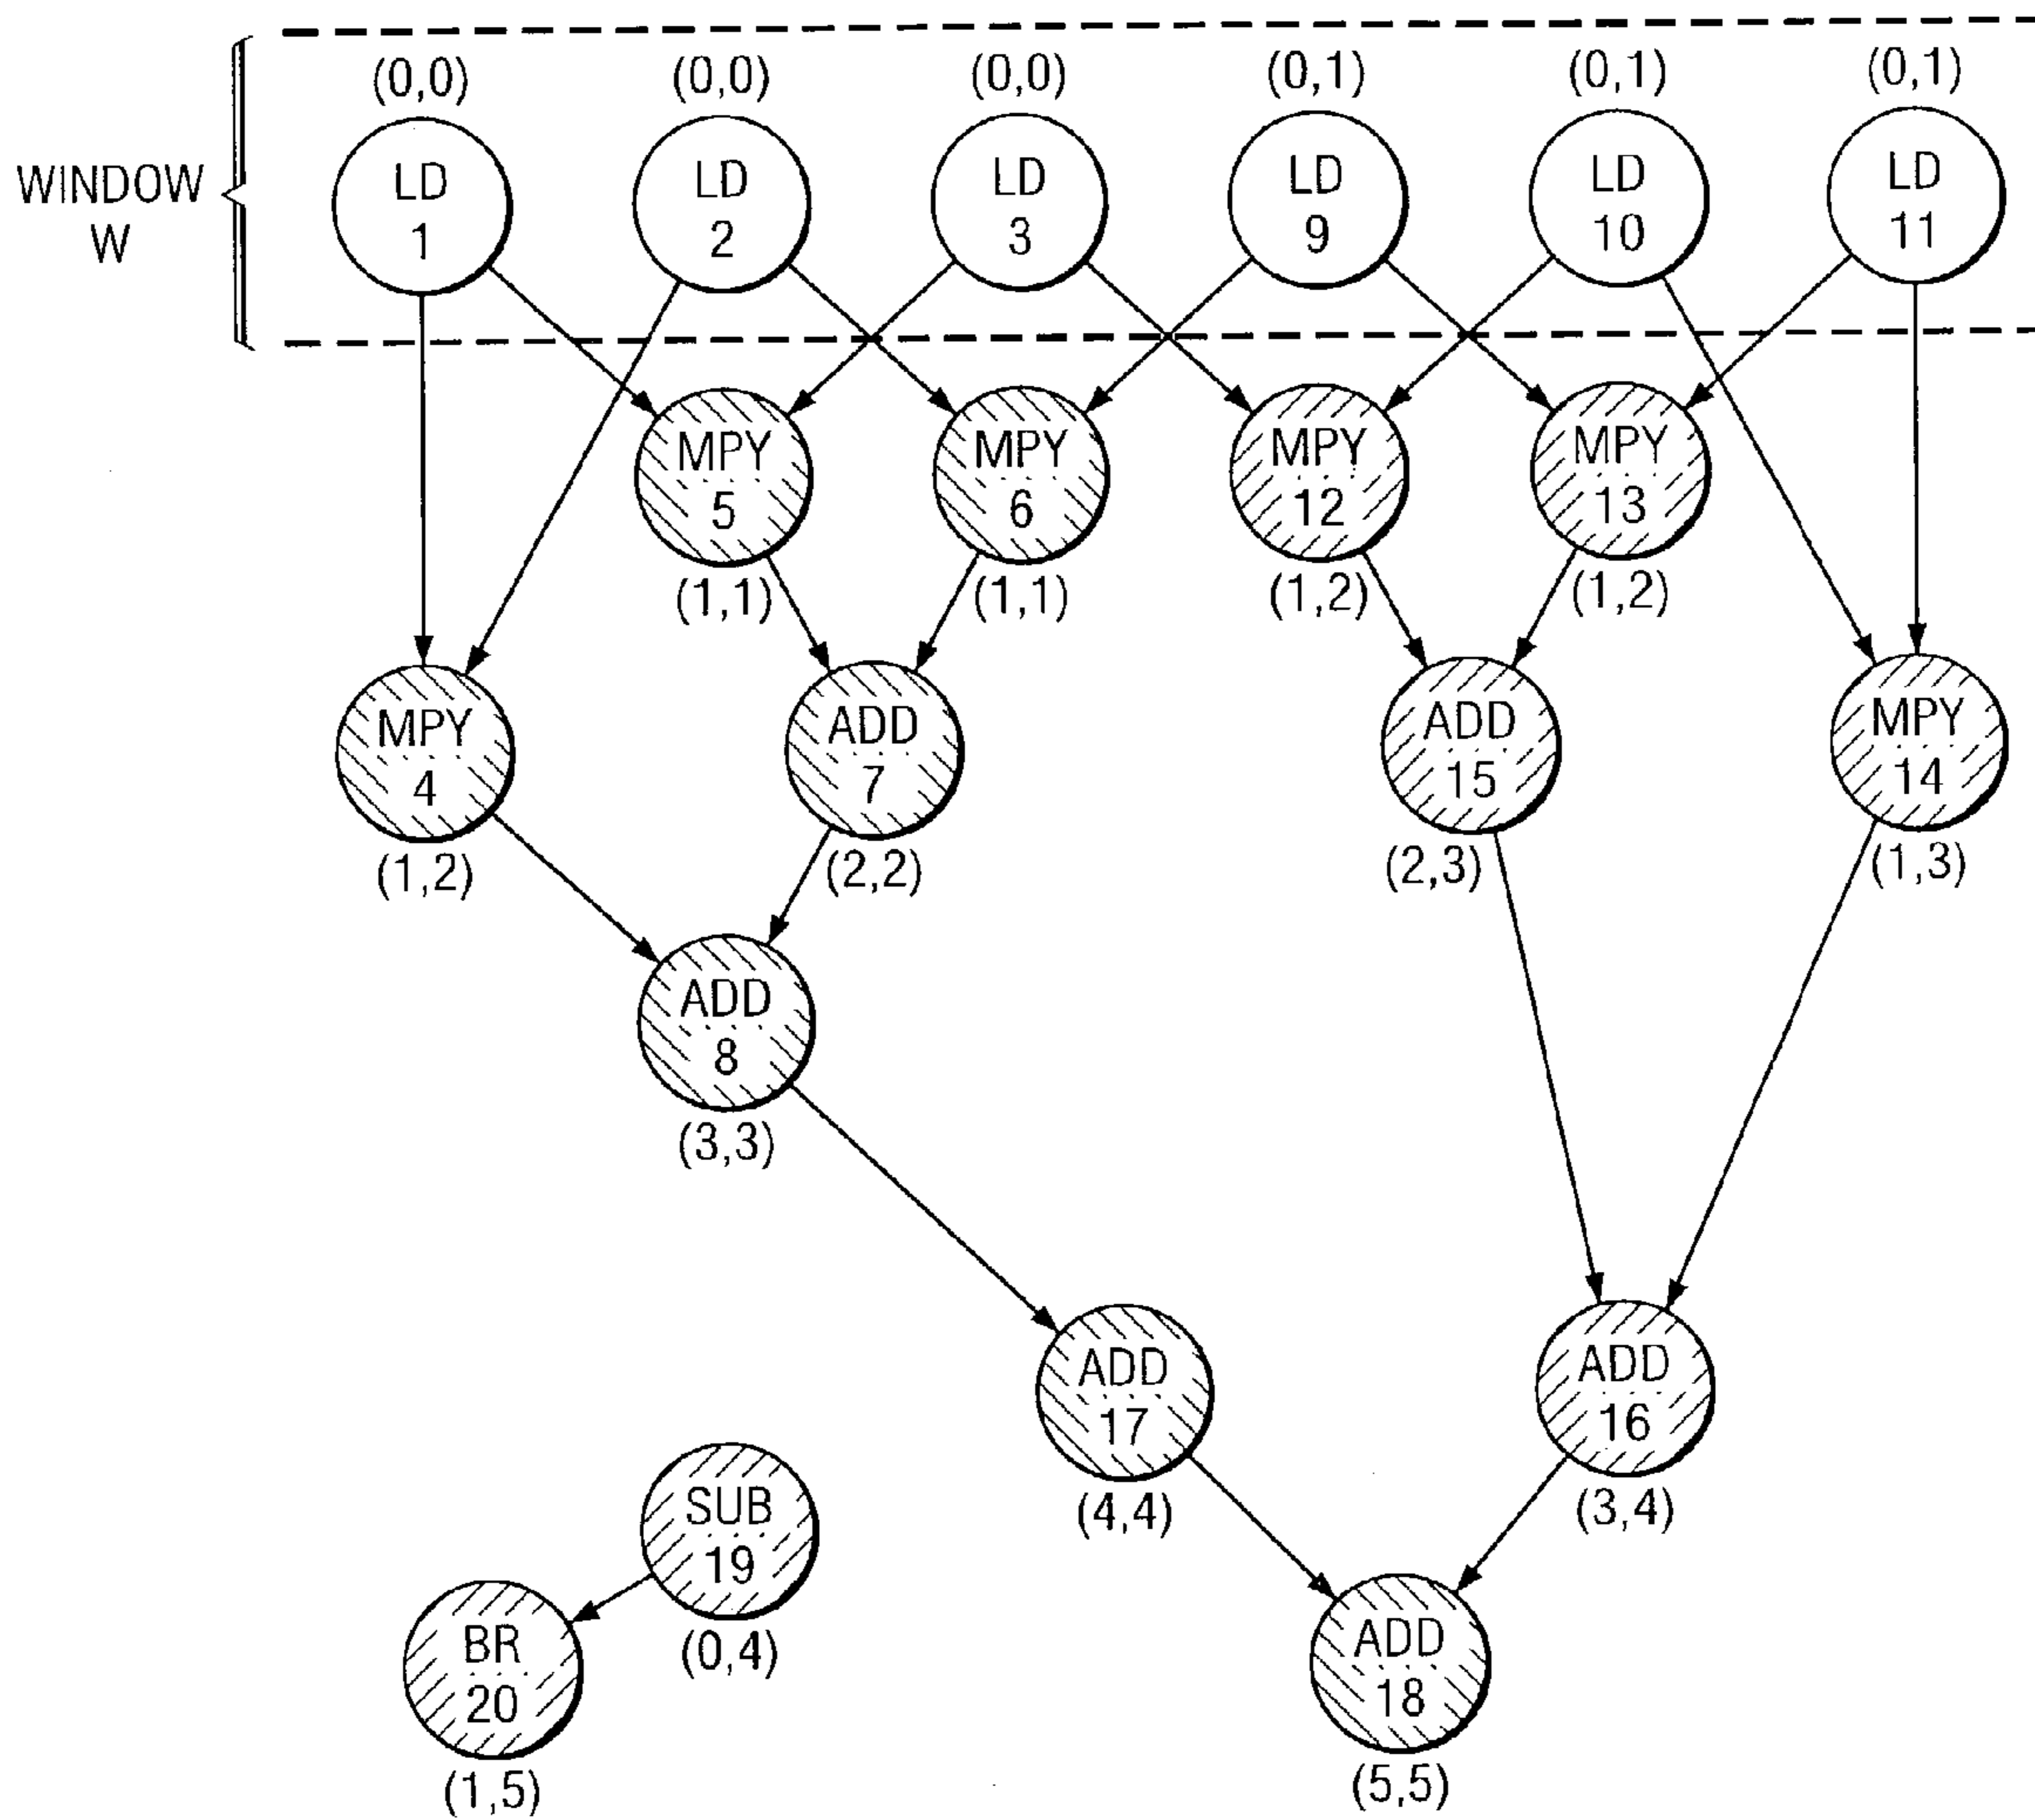 (0,0) (0,0) (0,0) (0,1) (0,1) (0,1)
WINDOW
W
LD
1
LD
2
LD
3
LD
9
LD
10
LD
11
MPY
5
MPY
6
MPY
12
MPY
13
(1,1) (1,1) (1,2) (1,2)
MPY
4
ADD
7
ADD
15
MPY
14
(1,2) (2,2) (2,3) (1,3)
ADD
8
(3,3)
ADD
17
ADD
16
(4,4) (3,4)
SUB
19
(0,4)
BR
20
(1,5)
ADD
18
(5,5)